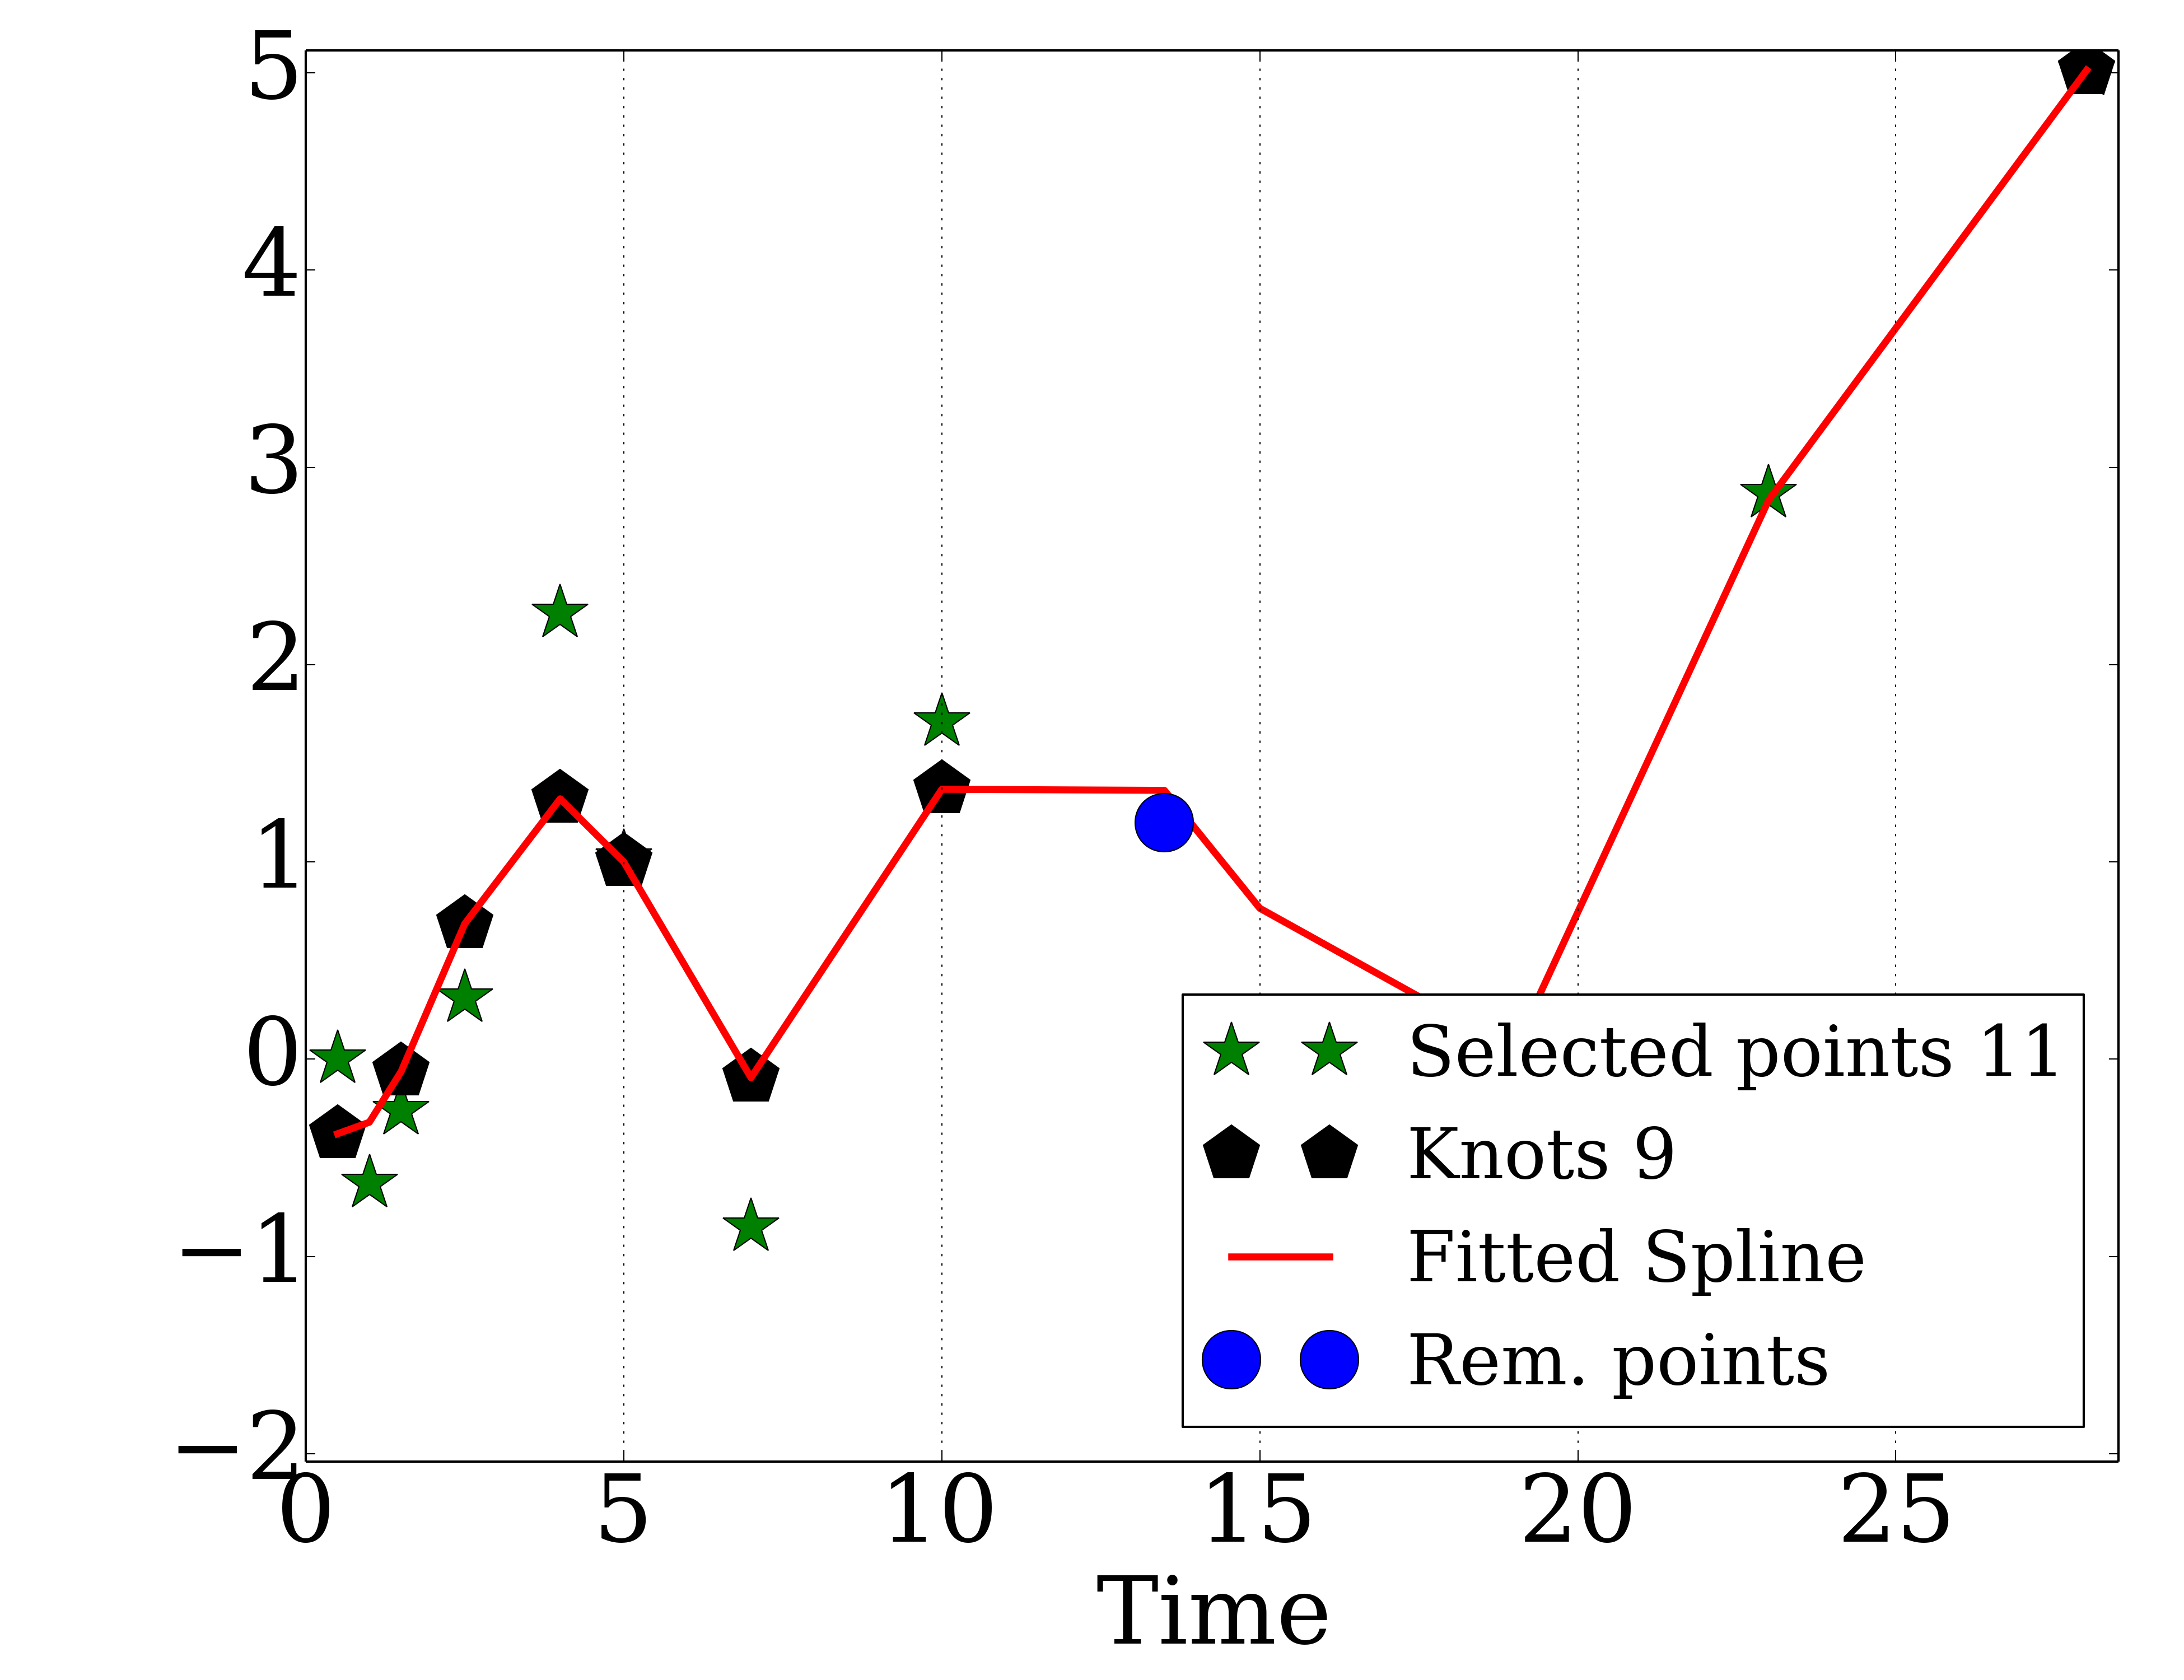 5
4
3
2
1
0
−1
−2
Selected points 11
Knots 9
Fitted Spline
Rem. points
0 5 10 15 20 25
Time